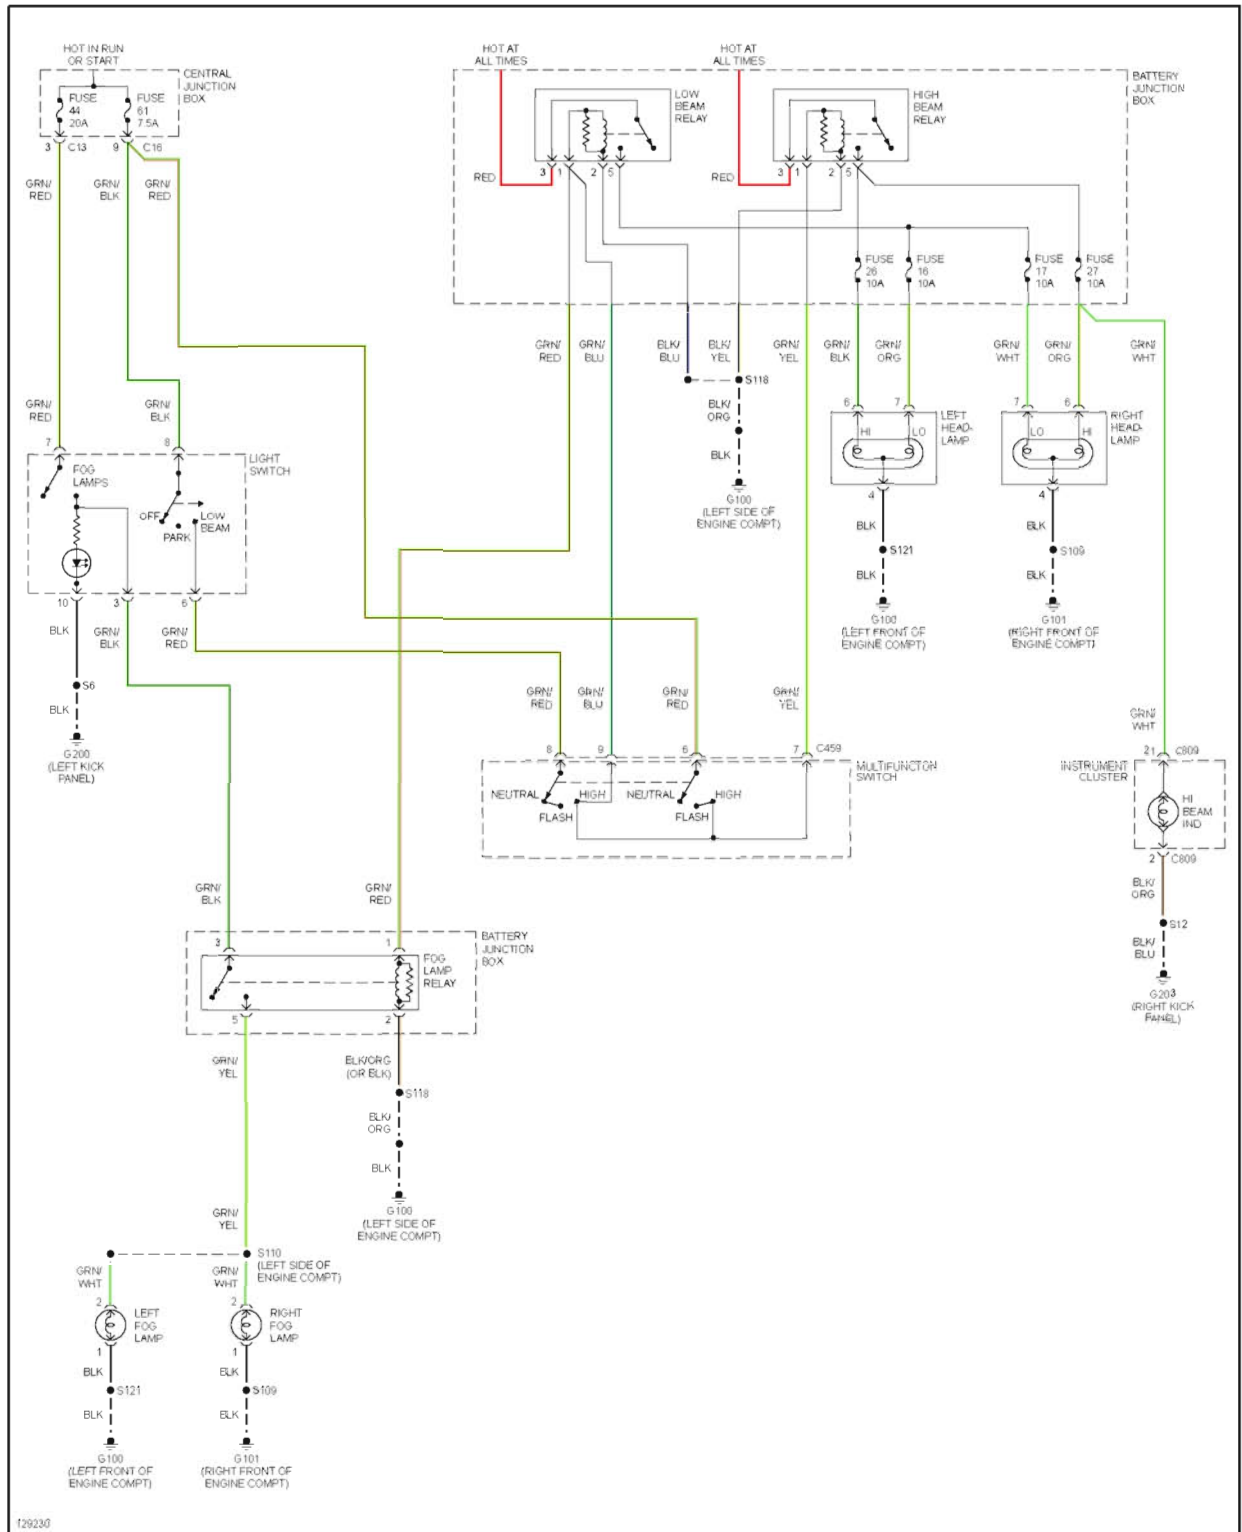 HOT IN RUN
OR START
CENTRAL
JUNCTION
BOX
FUSE
44
20A
FUSE
61
7.5A
3
C13
9
C16
GRN/
RED
GRN/
BLK
GRN/
RED
HOT AT
ALL TIMES
HOT AT
ALL TIMES
BATTERY
JUNCTION
BOX
LOW
BEAM
RELAY
HIGH
BEAM
RELAY
RED
3
1
2
5
RED
3
1
2
5
FUSE
26
10A
FUSE
16
10A
FUSE
17
10A
FUSE
27
10A
GRN/
RED
GRN/
BLU
BLK/
BLU
BLK/
YEL
GRN/
YEL
GRN/
BLK
GRN/
ORG
GRN/
WHT
GRN/
ORG
GRN/
WHT
S118
BLK/
ORG
BLK
G100
(LEFT SIDE OF
ENGINE COMPT)
6
7
LEFT
HEAD-
LAMP
HI
LO
4
BLK
S121
BLK
G100
(LEFT FRONT OF
ENGINE COMPT)
7
6
RIGHT
HEAD-
LAMP
LO
HI
4
BLK
S109
BLK
G101
(RIGHT FRONT OF
ENGINE COMPT)
GRN/
RED
GRN/
BLK
7
8
LIGHT
SWITCH
FOG
LAMPS
OFF
LOW
BEAM
PARK
10
3
6
BLK
GRN/
BLK
GRN/
RED
S6
BLK
G200
(LEFT KICK
PANEL)
GRN/
RED
GRN/
BLU
GRN/
RED
GRN/
YEL
8
9
6
7
C459
MULTIFUNCTON
SWITCH
NEUTRAL
HIGH
FLASH
NEUTRAL
HIGH
FLASH
GRN/
WHT
21
C809
INSTRUMENT
CLUSTER
HI
BEAM
IND
2
C809
BLK/
ORG
S12
BLK/
BLU
G203
(RIGHT KICK
PANEL)
GRN/
BLK
GRN/
RED
3
1
BATTERY
JUNCTION
BOX
FOG
LAMP
RELAY
5
2
GRN/
YEL
BLK/ORG
(OR BLK)
S118
BLK/
ORG
BLK
G100
(LEFT SIDE OF
ENGINE COMPT)
GRN/
YEL
S110
(LEFT SIDE OF
ENGINE COMPT)
GRN/
WHT
GRN/
WHT
2
LEFT
FOG
LAMP
2
RIGHT
FOG
LAMP
1
1
BLK
BLK
S121
S109
BLK
BLK
G100
(LEFT FRONT OF
ENGINE COMPT)
G101
(RIGHT FRONT OF
ENGINE COMPT)
129230